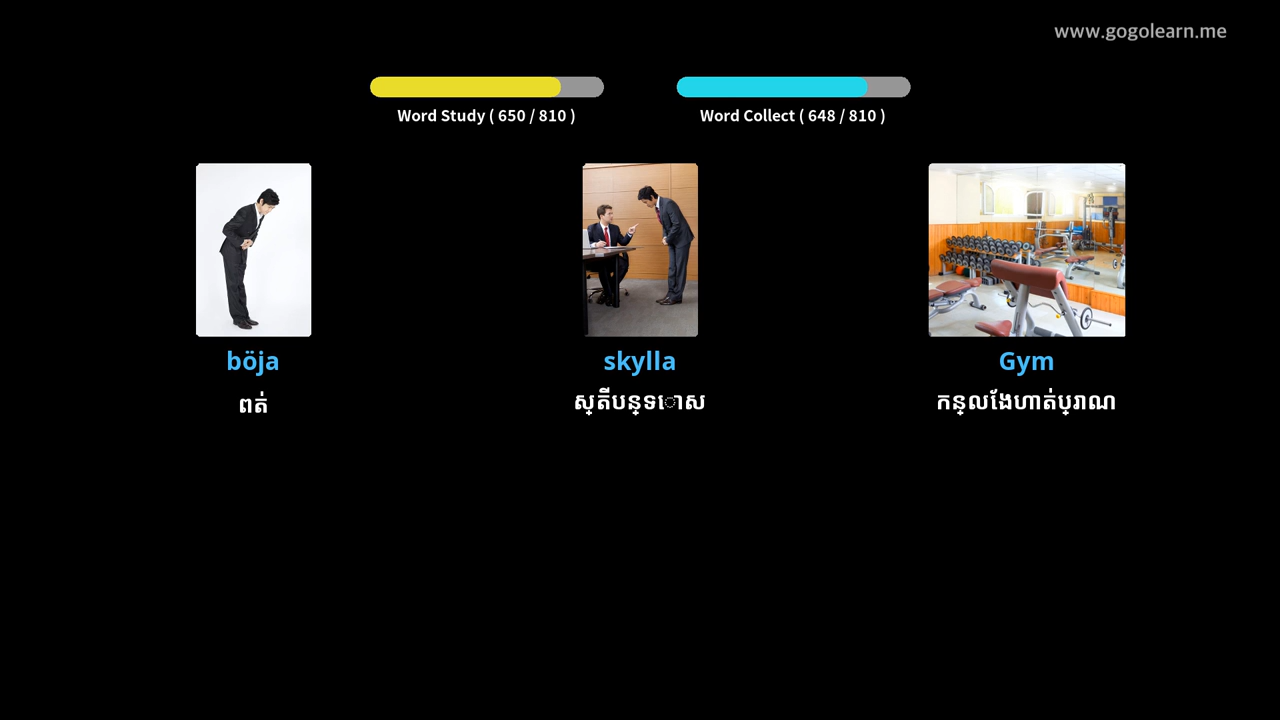 www.gogolearn.me
Word Study ( 650 / 810 )
Word Collect ( 648 / 810 )
böja
skylla
Gym
ពត់
ស្តីបន្ទោស
កន្លែងហាត់ប្រាណ